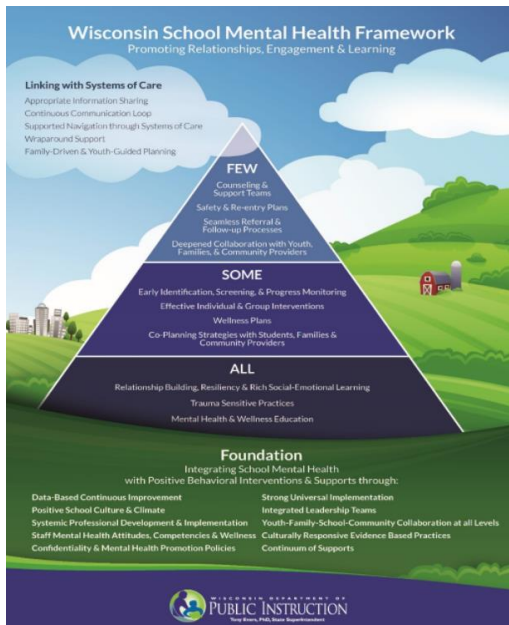 Wisconsin School Mental Health Framework
Promoting Relationships, Engagement & Learning
Linking with Systems of Care
Appropriate Information Sharing
Continuous Communication Loop
Supported Navigation through Systems of Care
Wraparound Support
Family-Driven & Youth-Guided Planning
FEW
Counseling &
Support Teams
Safety & Re-entry Plans
Seamless Referral &
Follow-up Processes
Deepened Collaboration with Youth,
Families, & Community Providers
SOME
Early Identification, Screening, & Progress Monitoring
Effective Individual & Group Interventions
Wellness Plans
Co-Planning Strategies with Students, Families &
Community Providers
ALL
Relationship Building, Resiliency & Rich Social-Emotional Learning
Trauma Sensitive Practices
Mental Health & Wellness Education
Foundation
Integrating School Mental Health
with Positive Behavioral Interventions & Supports through:
Data-Based Continuous Improvement
Positive School Culture & Climate
Systemic Professional Development & Implementation
Staff Mental Health Attitudes, Competencies & Wellness
Confidentiality & Mental Health Promotion Policies
Strong Universal Implementation
Integrated Leadership Teams
Youth-Family-School-Community Collaboration at all Levels
Culturally Responsive Evidence Based Practices
Continuum of Supports
WISCONSIN DEPARTMENT OF
PUBLIC INSTRUCTION
Tony Evers, PhD, State Superintendent